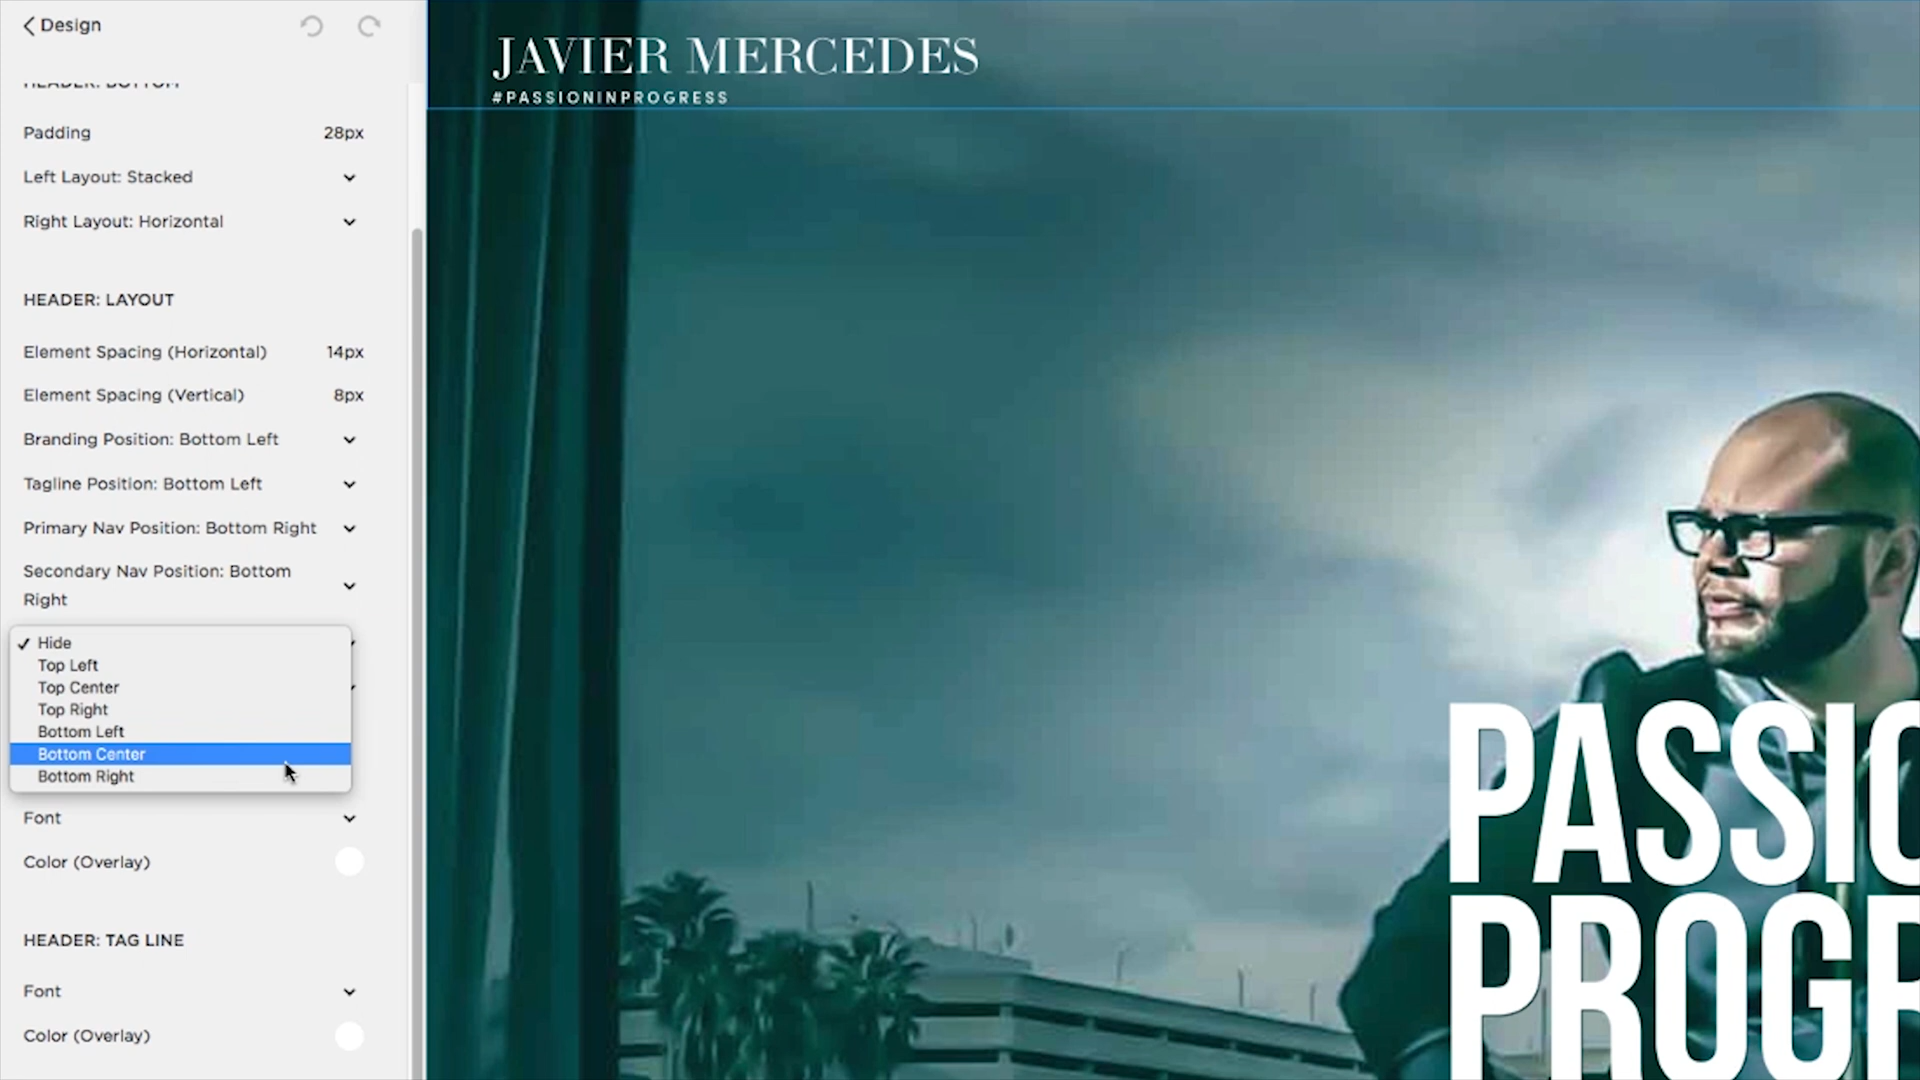 Design
HEADER: BOTTOM
Padding 28px
Left Layout: Stacked
Right Layout: Horizontal
HEADER: LAYOUT
Element Spacing (Horizontal) 14px
Element Spacing (Vertical) 8px
Branding Position: Bottom Left
Tagline Position: Bottom Left
Primary Nav Position: Bottom Right
Secondary Nav Position: Bottom
Right
Hide
Top Left
Top Center
Top Right
Bottom Left
Bottom Center
Bottom Right
Font
Color (Overlay)
HEADER: TAG LINE
Font
Color (Overlay)
JAVIER MERCEDES
#PASSIONINPROGRESS
PASSIO
PROGR